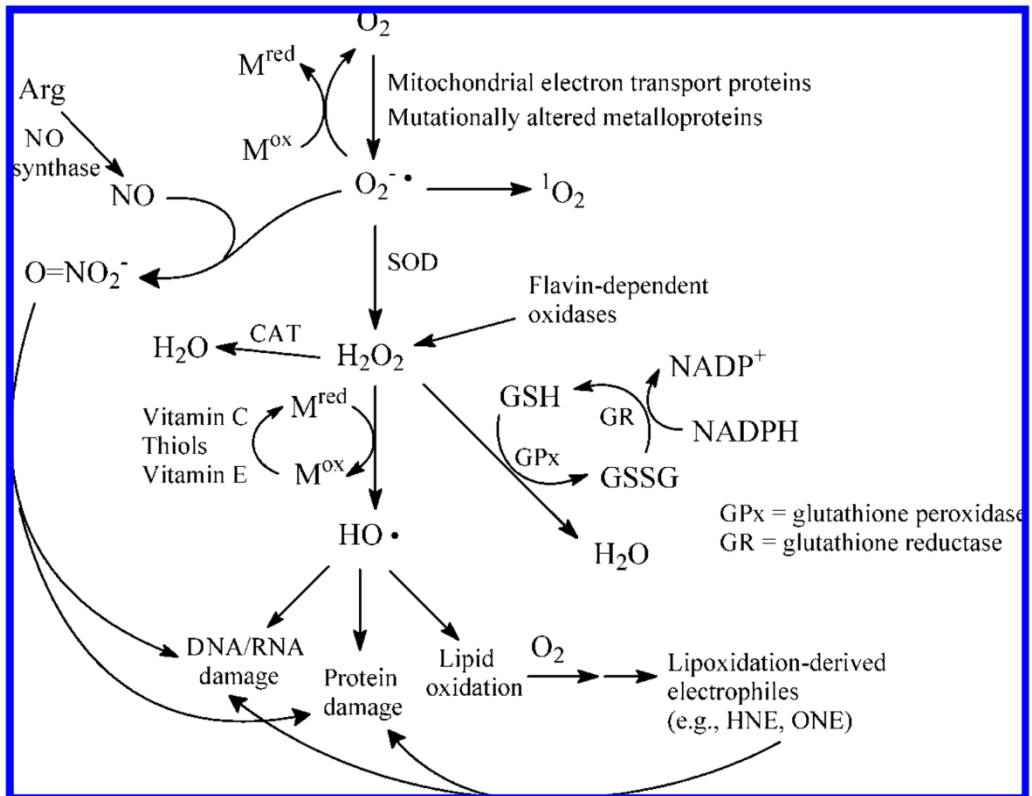 O₂
Mʳᵉᵈ
Mitochondrial electron transport proteins
Arg
Mutationally altered metalloproteins
NO
synthase
Mᵒˣ
NO
O₂⁻•
¹O₂
SOD
O=NO₂⁻
Flavin-dependent
oxidases
H₂O
CAT
H₂O₂
NADP⁺
GSH
GR
NADPH
Mʳᵉᵈ
Vitamin C
Thiols
Vitamin E
Mᵒˣ
GPx
GSSG
GPx = glutathione peroxidase
GR = glutathione reductase
HO•
H₂O
DNA/RNA
damage
Protein
damage
Lipid
oxidation
O₂
Lipoxidation-derived
electrophiles
(e.g., HNE, ONE)